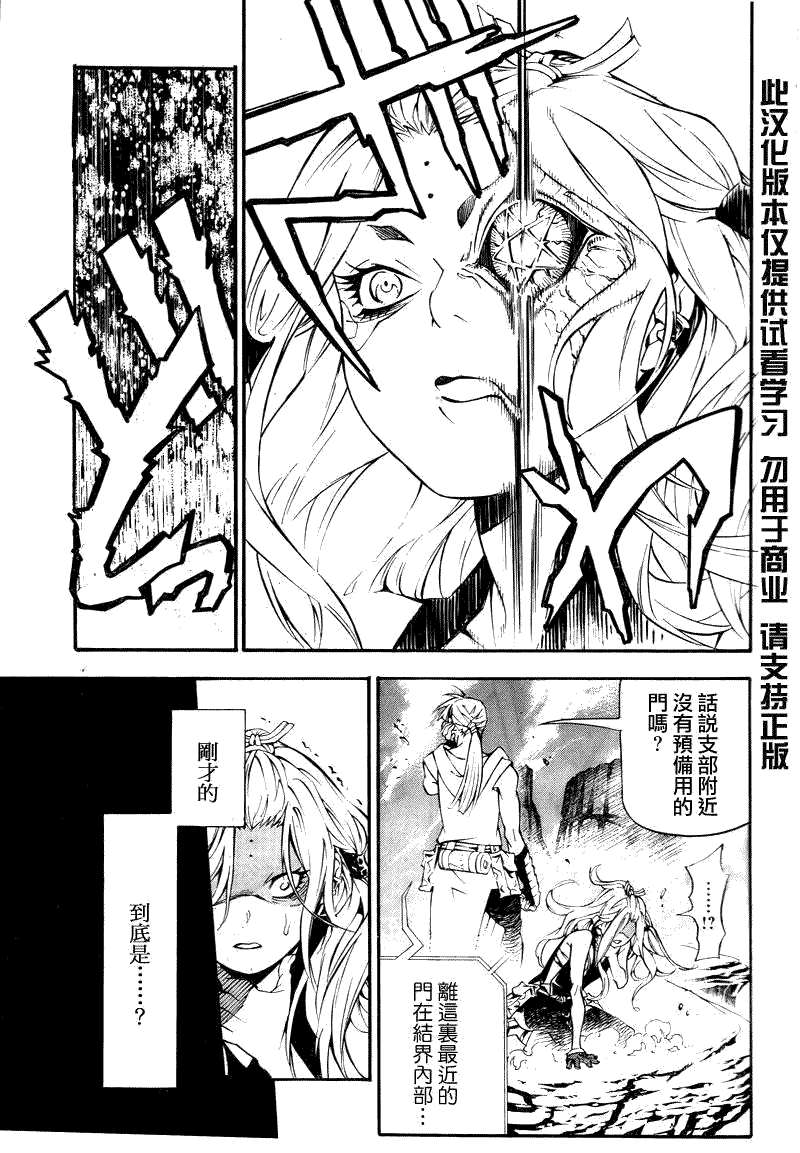 此汉化版本仅提供试看学习 勿用于商业 请支持正版
話説支部附近
沒有預備用的
門嗎？
……!?
離這裏最近的
門在結界內部…
剛才的
到底是……？